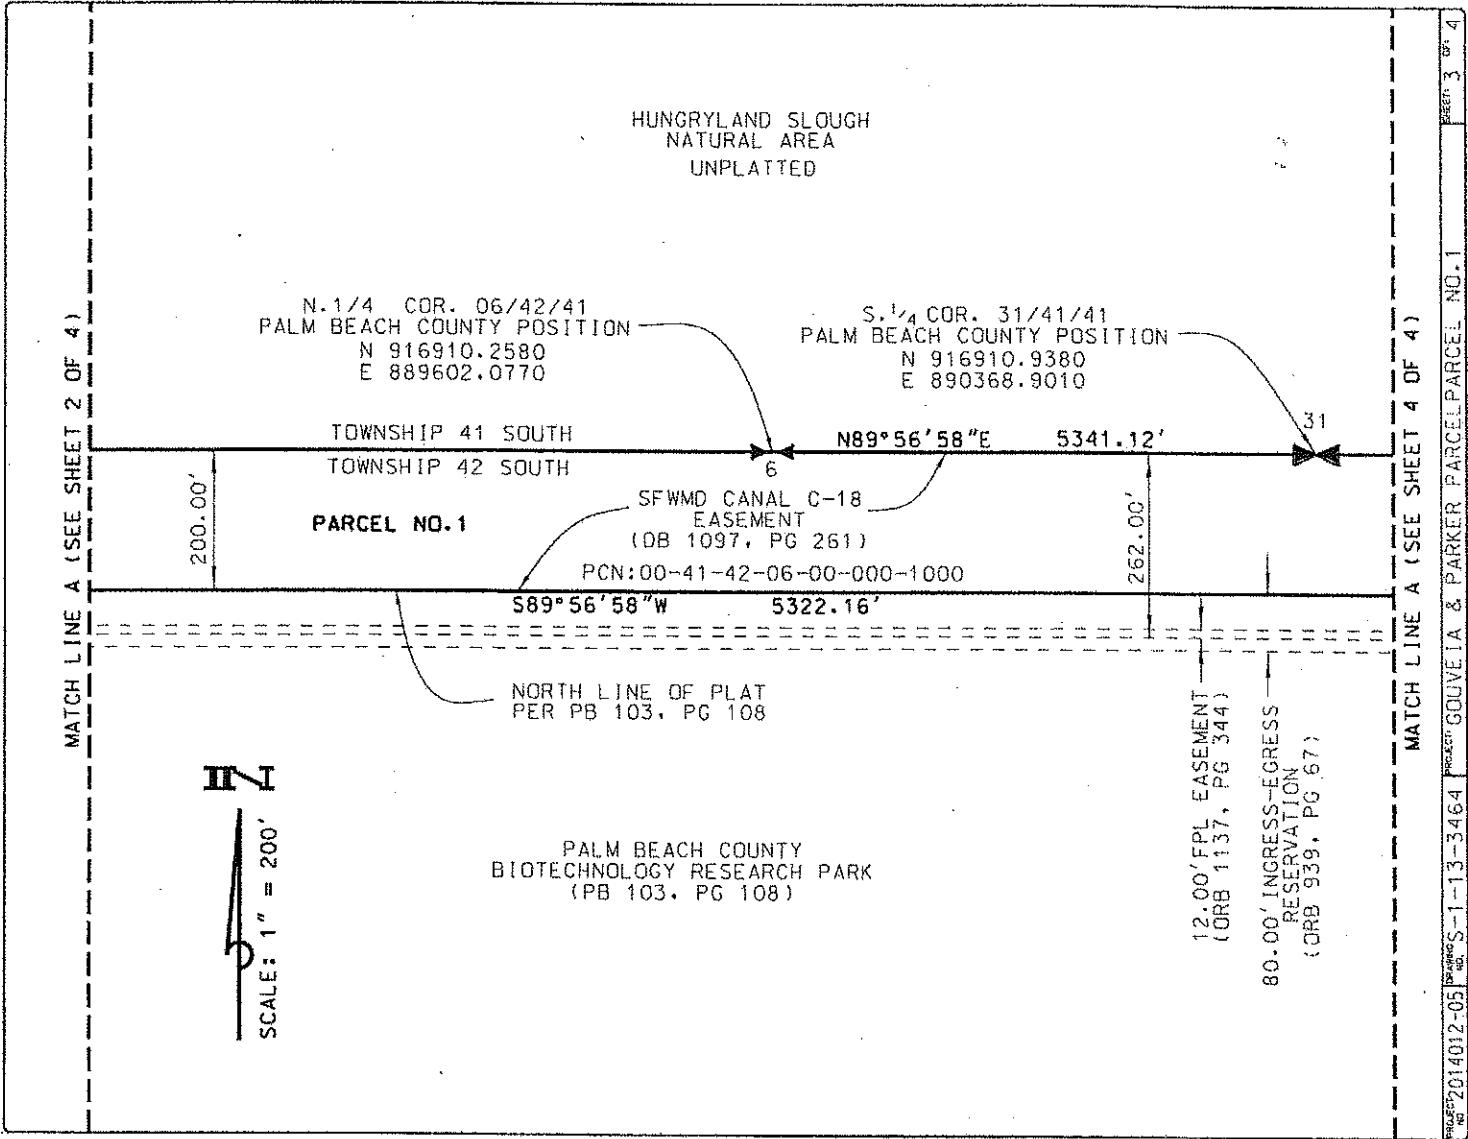 HUNGRYLAND SLOUGH
NATURAL AREA
UNPLATTED
N.1/4 COR. 06/42/41
PALM BEACH COUNTY POSITION
N 916910.2580
E 889602.0770
S.1/4 COR. 31/41/41
PALM BEACH COUNTY POSITION
N 916910.9380
E 890368.9010
31
TOWNSHIP 41 SOUTH
N89°56'58"E 5341.12'
TOWNSHIP 42 SOUTH
6
200.00'
PARCEL NO.1
SFWMD CANAL C-18
EASEMENT
(DB 1097, PG 261)
262.00'
PCN:00-41-42-06-00-000-1000
S89°56'58"W 5322.16'
NORTH LINE OF PLAT
PER PB 103, PG 108
PALM BEACH COUNTY
BIOTECHNOLOGY RESEARCH PARK
(PB 103, PG 108)
12.00'FPL EASEMENT
(ORB 1137, PG 344)
80.00'INGRESS-EGRESS
RESERVATION
(ORB 939, PG 67)
N
SCALE: 1" = 200'
MATCH LINE A (SEE SHEET 2 OF 4)
MATCH LINE A (SEE SHEET 4 OF 4)
PROJECT NO. 2014012-05
DRAWING NO. S-1-13-3464
PROJECT: GOUVEIA & PARKER PARCELPARCEL NO.1
SHEET: 3 OF: 4